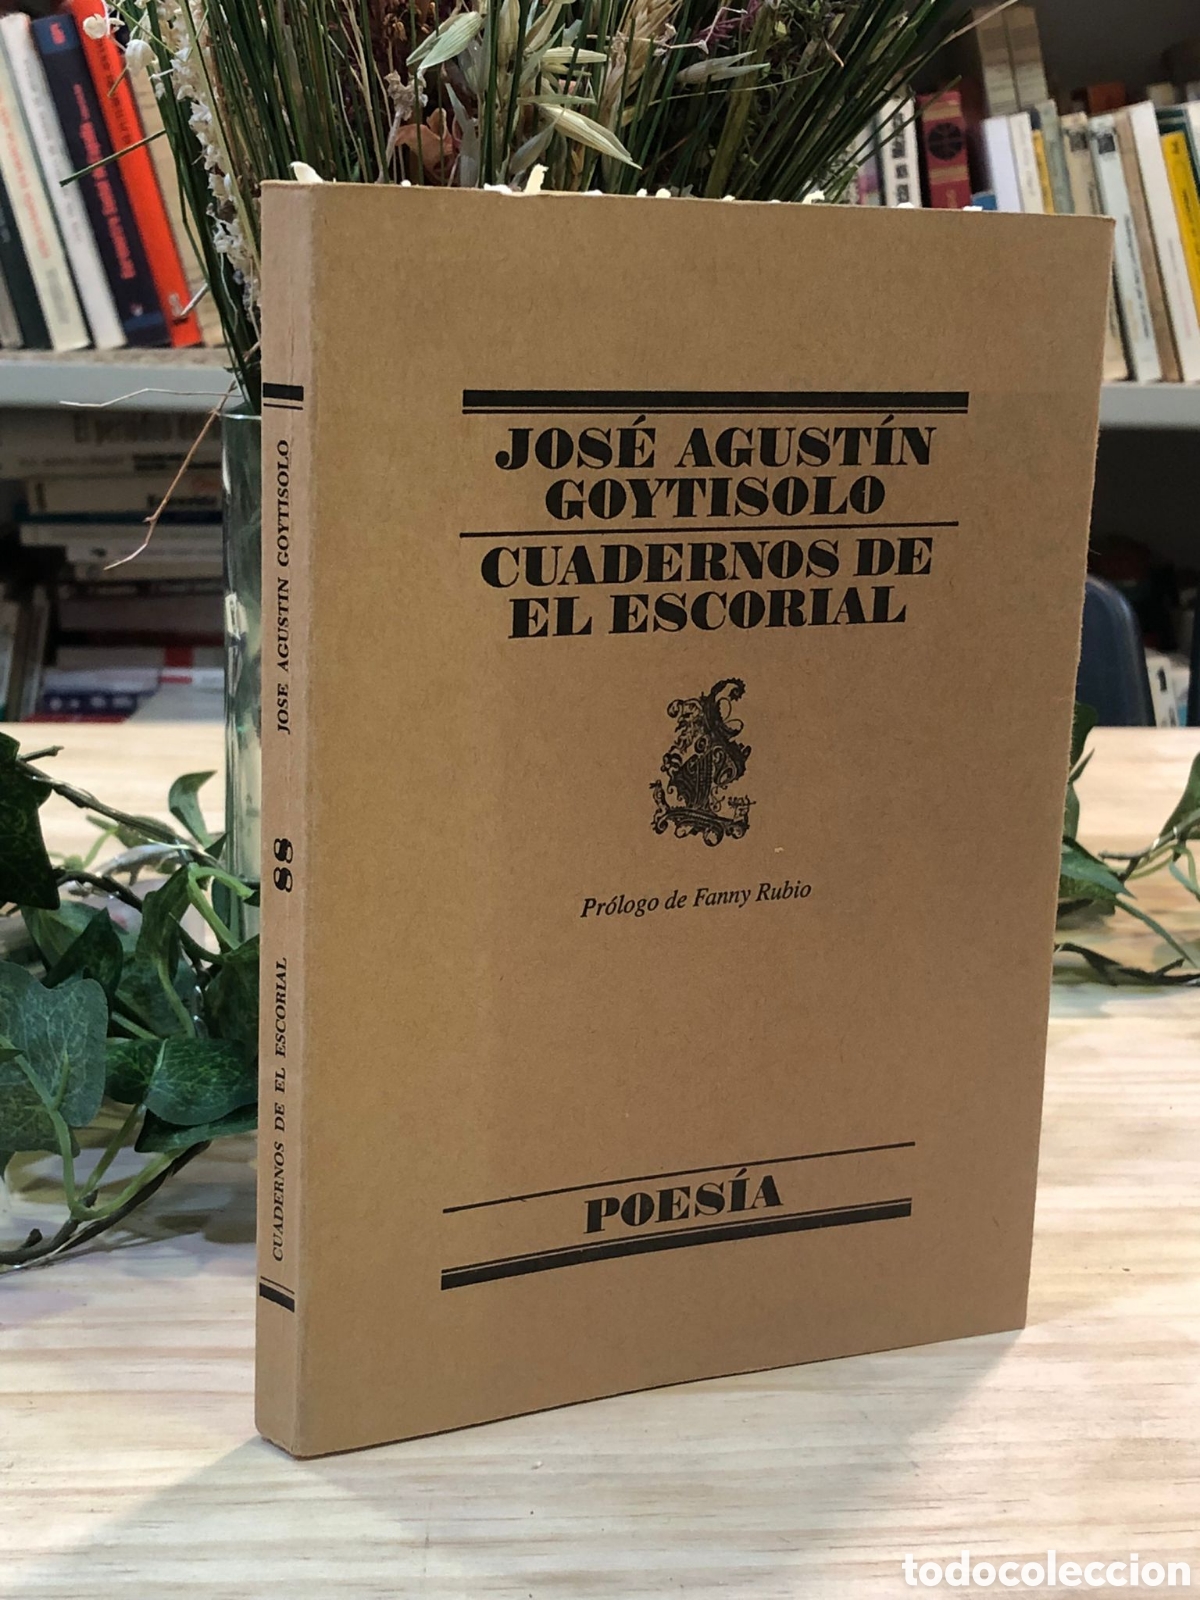 JOSÉ AGUSTÍN
GOYTISOLO
CUADERNOS DE
EL ESCORIAL
Prólogo de Fanny Rubio
POESÍA
CUADERNOS DE EL ESCORIAL 88 JOSE AGUSTIN GOYTISOLO
todocoleccion